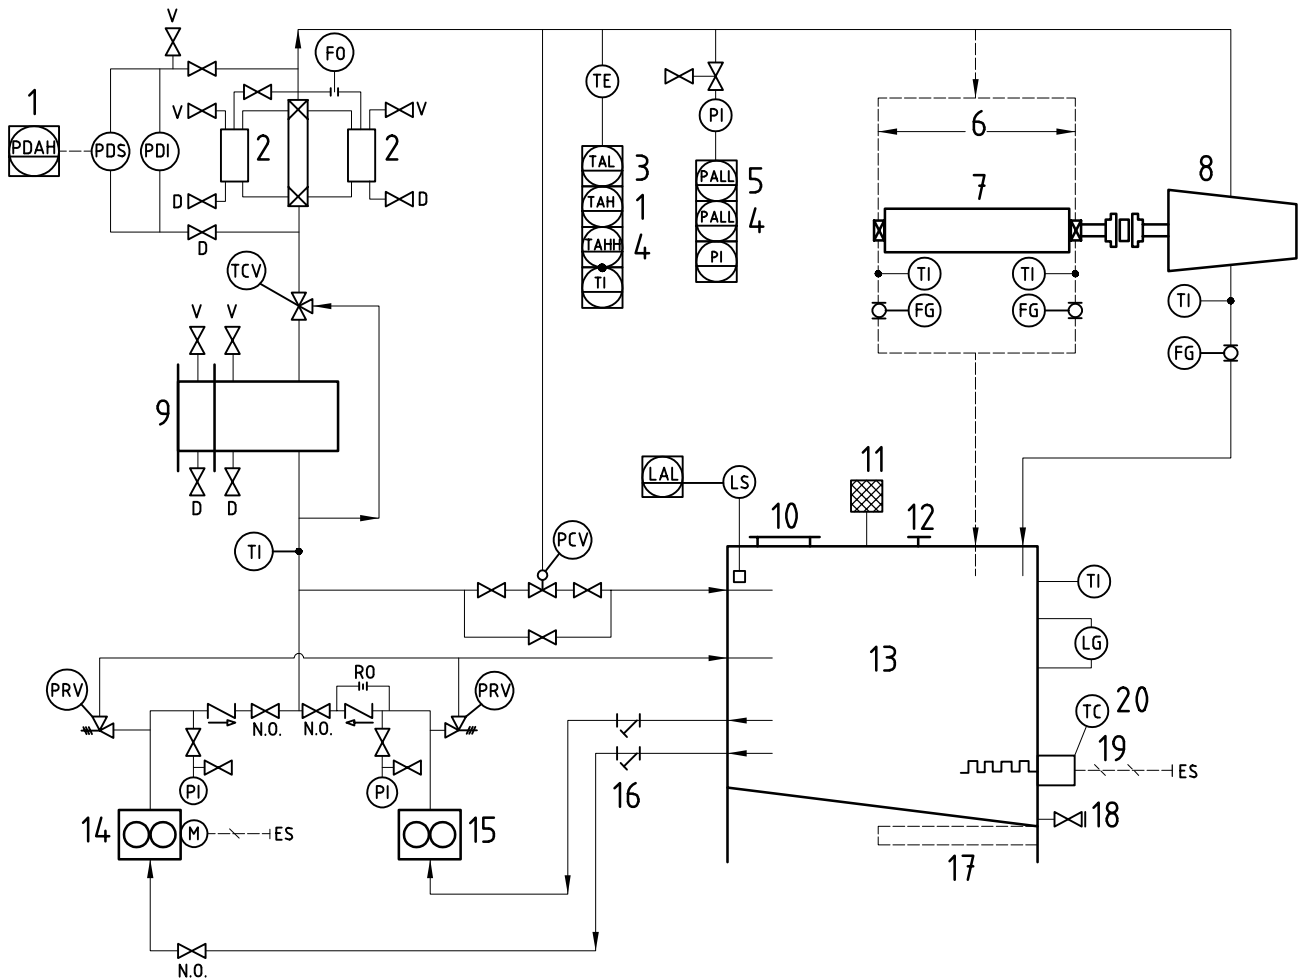 V
FO
1
PDAH
PDS
PDI
V
2
2
V
D
D
D
TE
TAL
3
TAH
1
TAHH
4
TI
PI
PALL
5
PALL
4
PI
6
7
8
TI
TI
FG
FG
TI
FG
TCV
V
V
9
D
D
TI
LAL
LS
10
11
12
PCV
TI
LG
13
PRV
RO
PRV
N.O.
N.O.
TC
20
19
ES
PI
PI
16
14
M
ES
15
18
17
N.O.